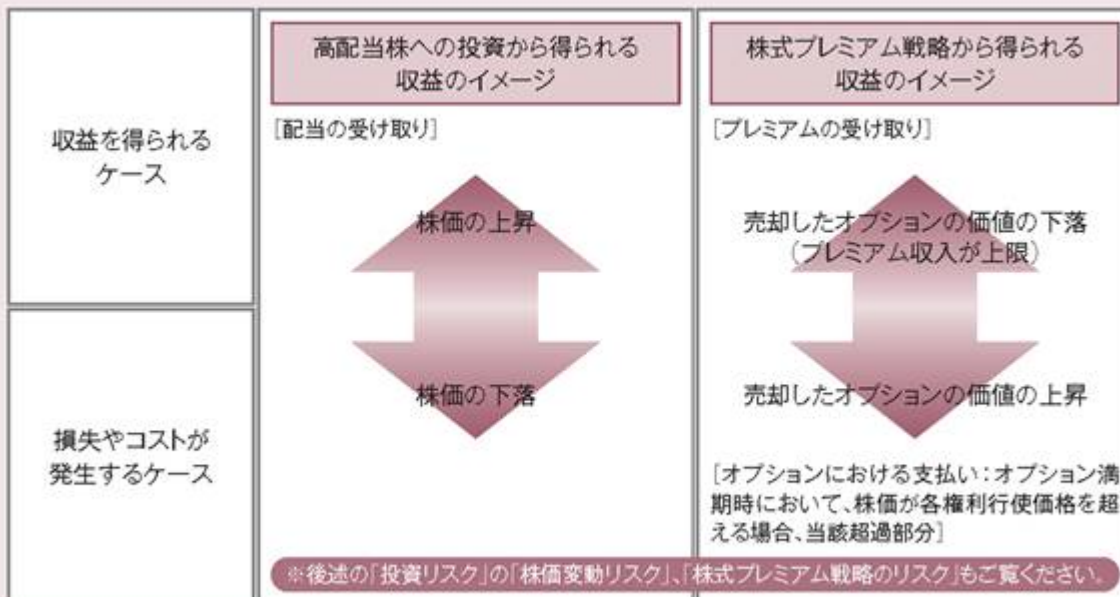 収益を得られる
ケース
高配当株への投資から得られる
収益のイメージ
[配当の受け取り]
株価の上昇
株価の下落
株式プレミアム戦略から得られる
収益のイメージ
[プレミアムの受け取り]
売却したオプションの価値の下落
(プレミアム収入が上限)
売却したオプションの価値の上昇
[オプションにおける支払い:オプション満
期時において、株価が各権利行使価格を超
える場合、当該超過部分]
損失やコストが
発生するケース
※後述の「投資リスク」の「株価変動リスク」、「株式プレミアム戦略のリスク」もご覧ください。